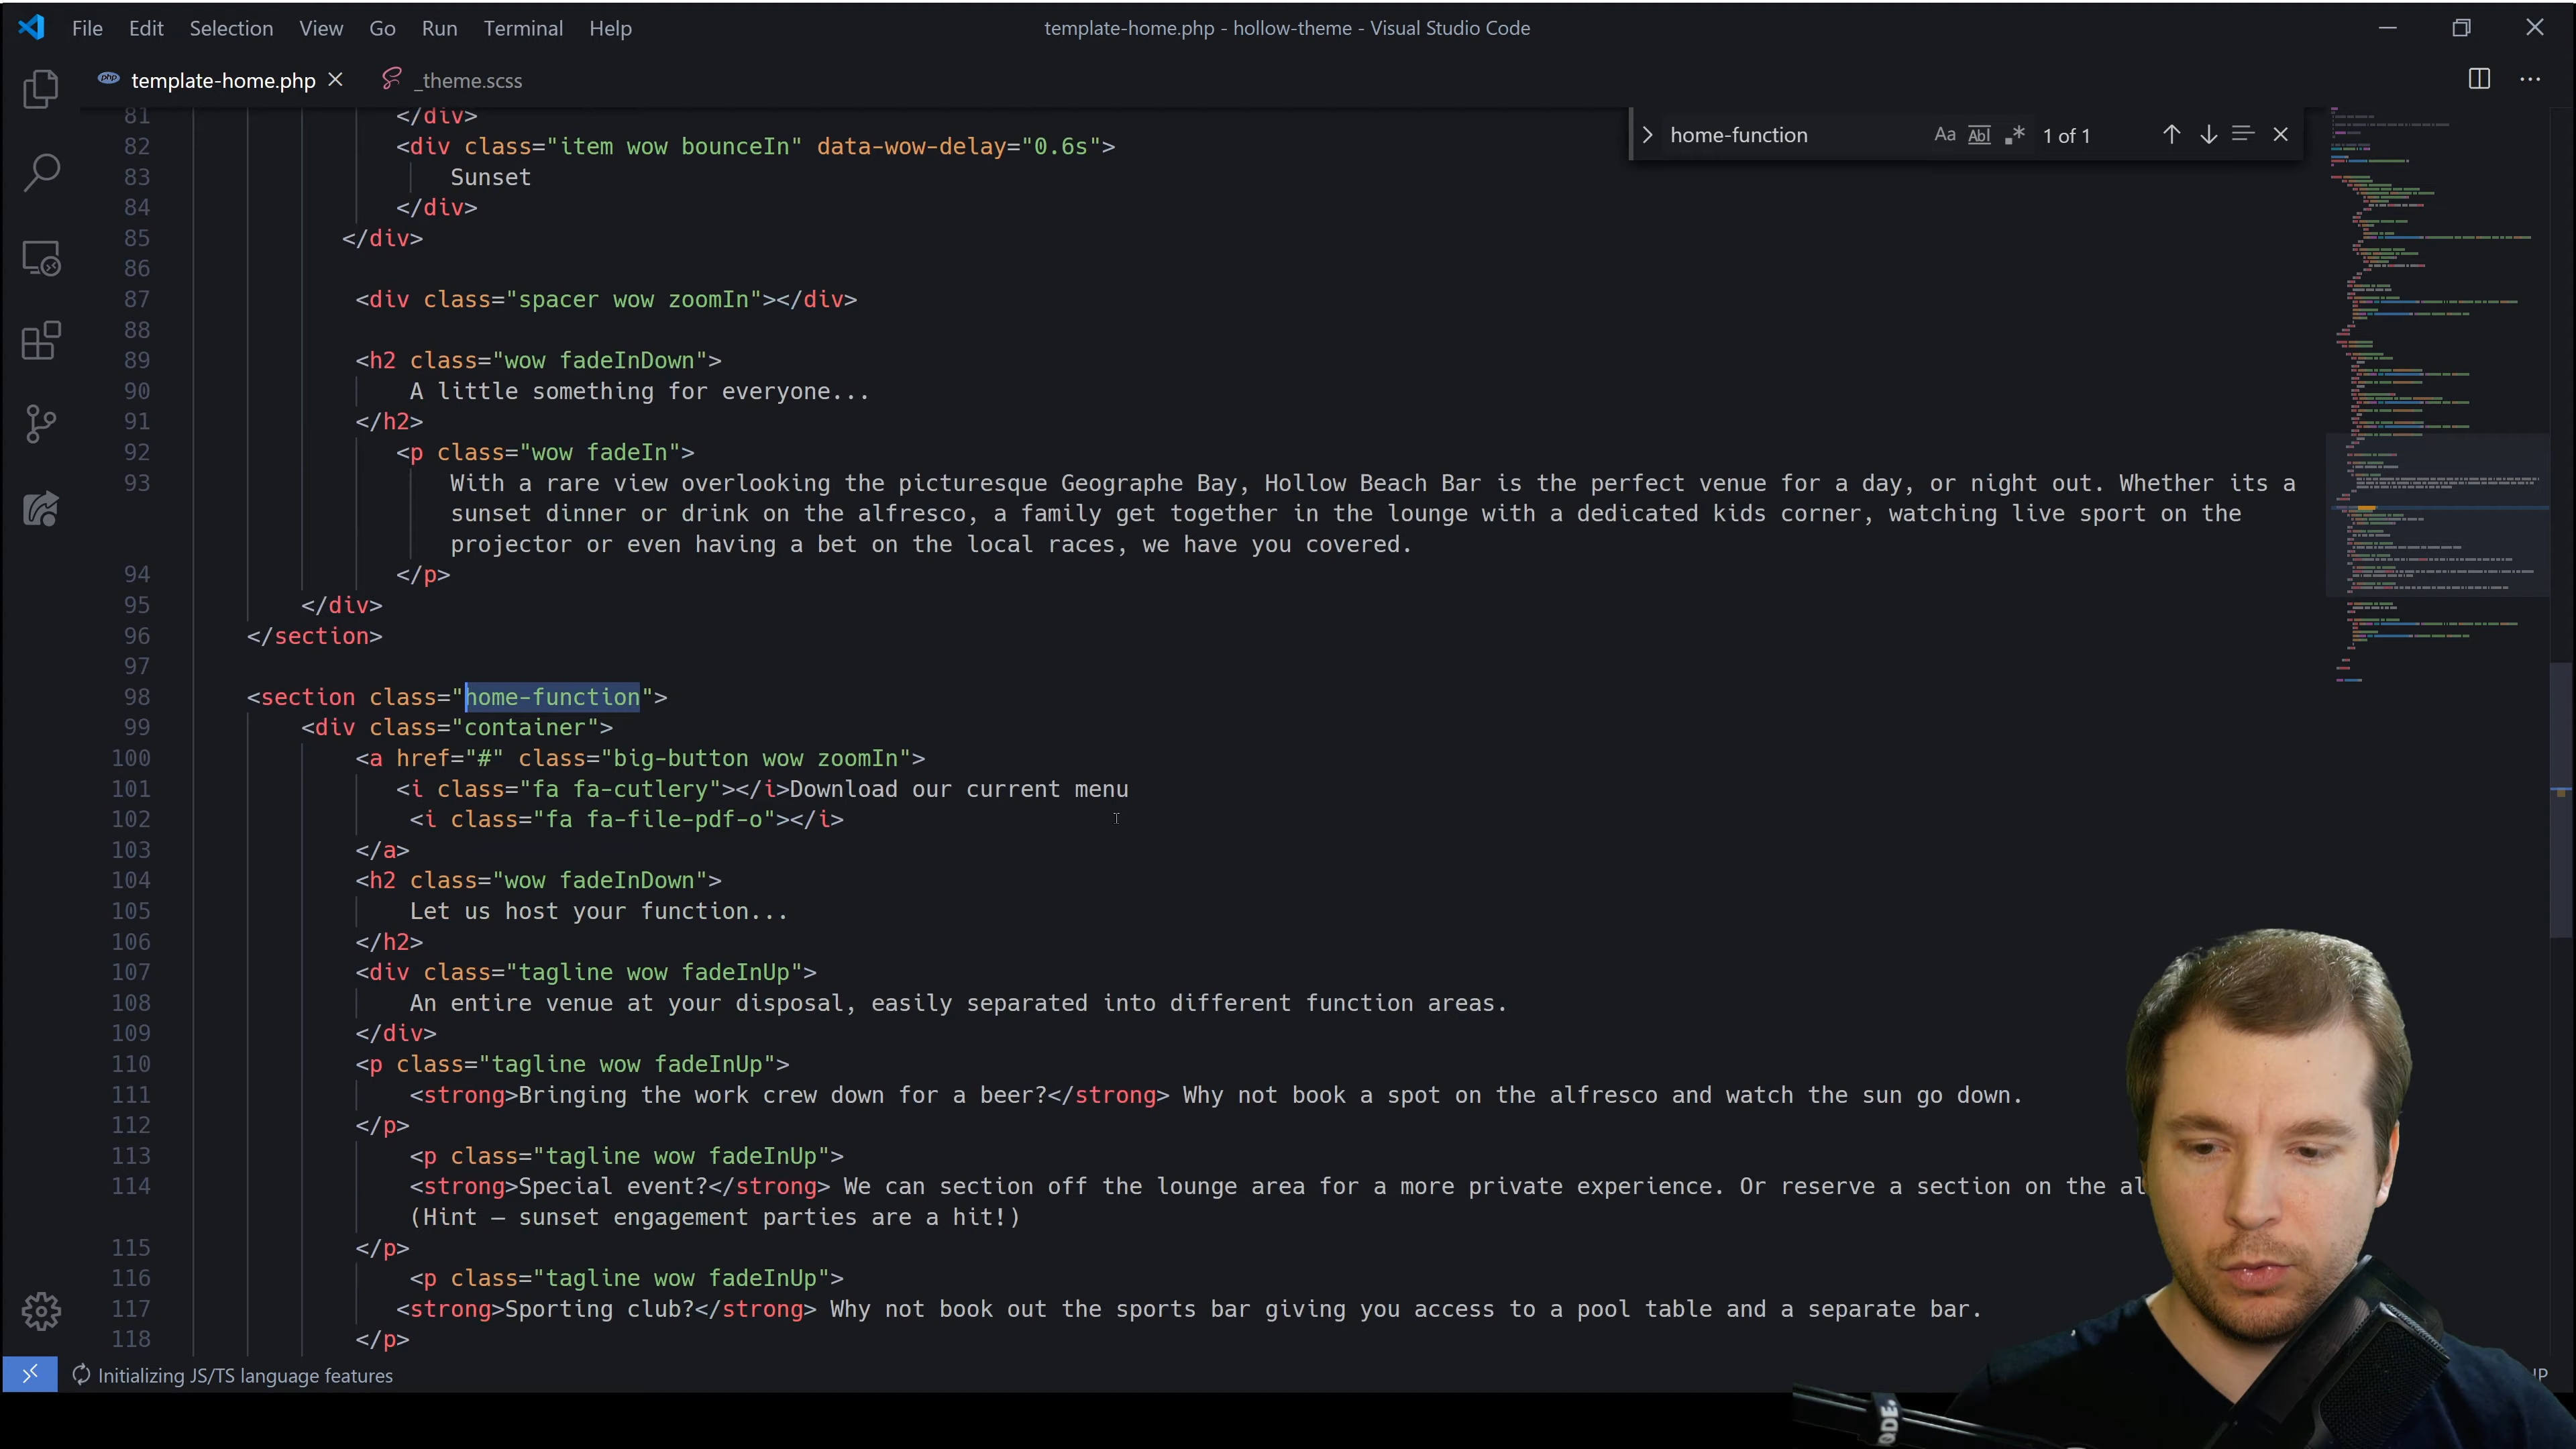 File Edit Selection View Go Run Terminal Help
template-home.php - hollow-theme - Visual Studio Code
php template-home.php
_theme.scss
home-function
Aa Abl .* 1 of 1
81 </div>
82 <div class="item wow bounceIn" data-wow-delay="0.6s">
83 Sunset
84 </div>
85 </div>
86
87 <div class="spacer wow zoomIn"></div>
88
89 <h2 class="wow fadeInDown">
90 A little something for everyone...
91 </h2>
92 <p class="wow fadeIn">
93 With a rare view overlooking the picturesque Geographe Bay, Hollow Beach Bar is the perfect venue for a day, or night out. Whether its a
sunset dinner or drink on the alfresco, a family get together in the lounge with a dedicated kids corner, watching live sport on the
projector or even having a bet on the local races, we have you covered.
94 </p>
95 </div>
96 </section>
97
98 <section class="home-function">
99 <div class="container">
100 <a href="#" class="big-button wow zoomIn">
101 <i class="fa fa-cutlery"></i>Download our current menu
102 <i class="fa fa-file-pdf-o"></i>
103 </a>
104 <h2 class="wow fadeInDown">
105 Let us host your function...
106 </h2>
107 <div class="tagline wow fadeInUp">
108 An entire venue at your disposal, easily separated into different function areas.
109 </div>
110 <p class="tagline wow fadeInUp">
111 <strong>Bringing the work crew down for a beer?</strong> Why not book a spot on the alfresco and watch the sun go down.
112 </p>
113 <p class="tagline wow fadeInUp">
114 <strong>Special event?</strong> We can section off the lounge area for a more private experience. Or reserve a section on the al
(Hint – sunset engagement parties are a hit!)
115 </p>
116 <p class="tagline wow fadeInUp">
117 <strong>Sporting club?</strong> Why not book out the sports bar giving you access to a pool table and a separate bar.
118 </p>
Initializing JS/TS language features